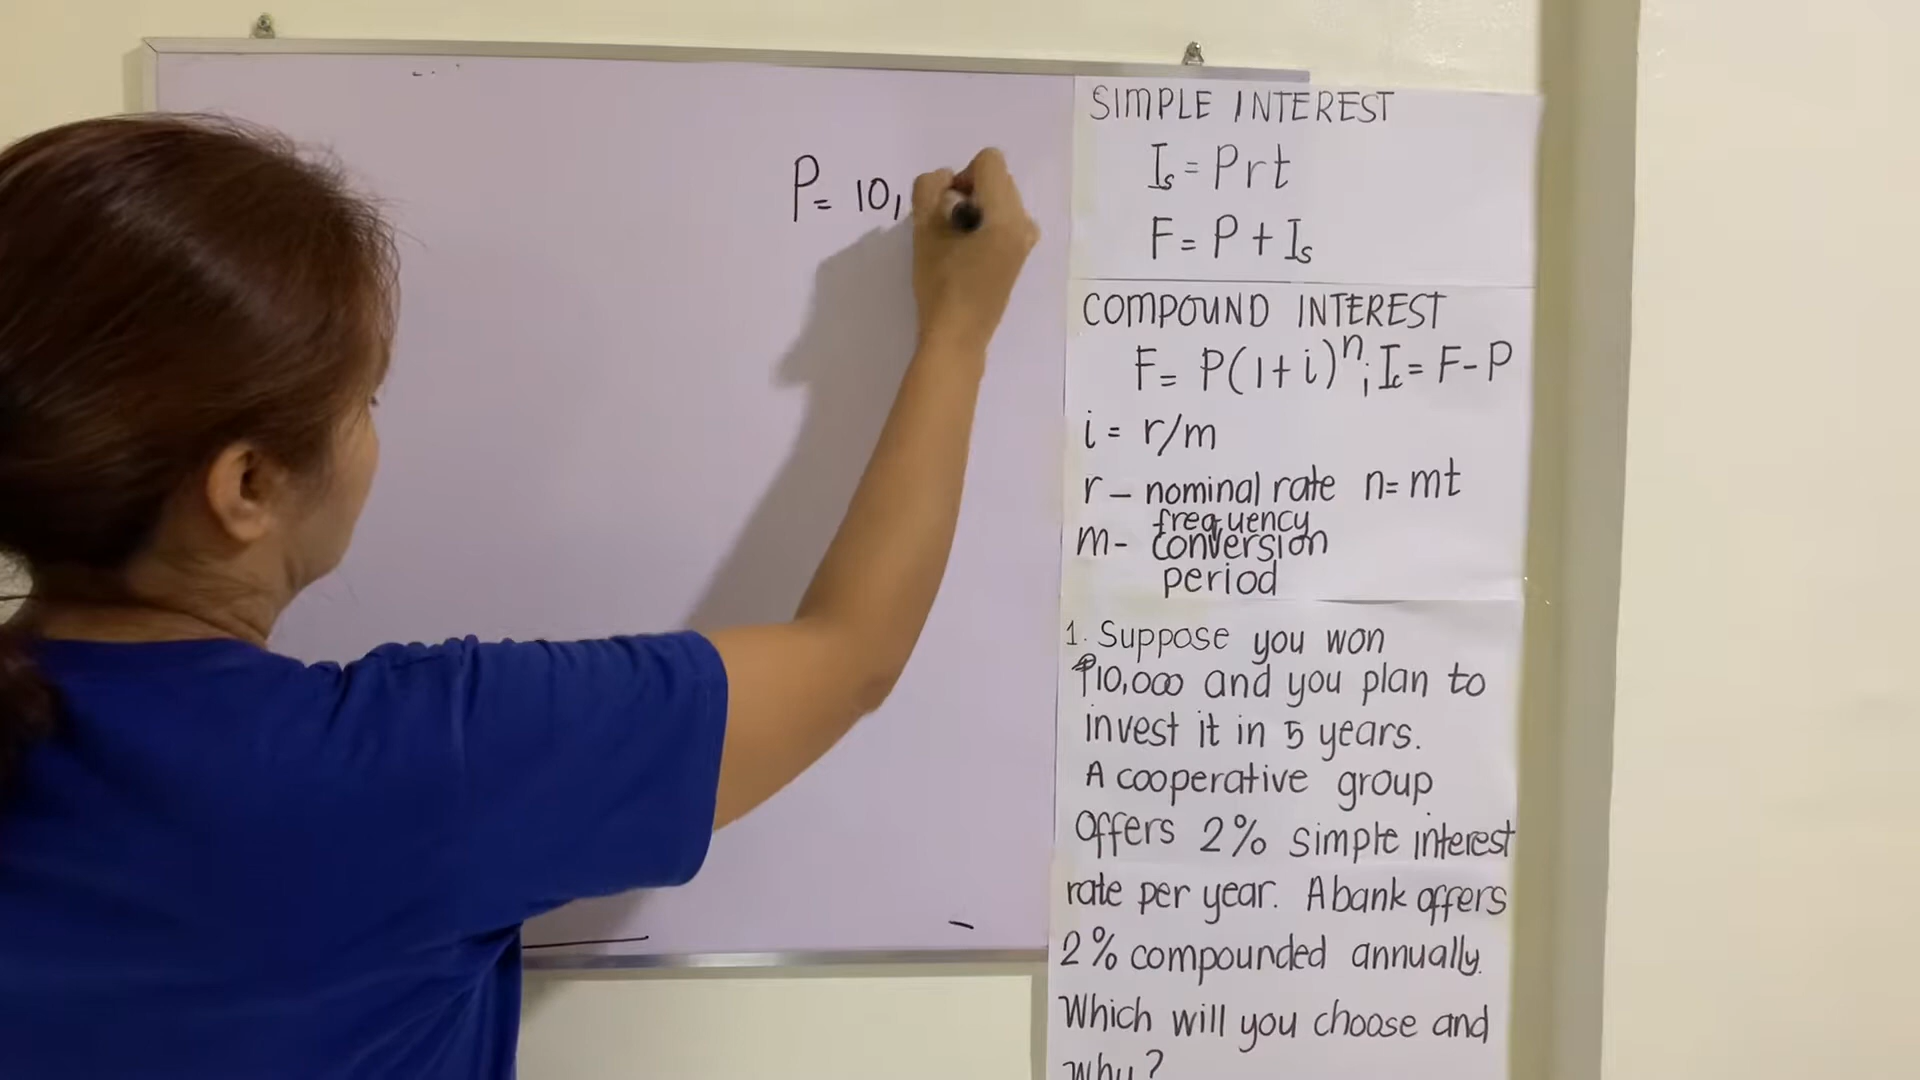 P= 10,
SIMPLE INTEREST
Is = Prt
F = P + Is
COMPOUND INTEREST
F = P(1+i)ⁿ; Ic = F-P
i = r/m
r – nominal rate n=mt
frequency
m- conversion
period
1. Suppose you won
₱10,000 and you plan to
invest it in 5 years.
A cooperative group
offers 2% simple interest
rate per year. A bank offers
2% compounded annually.
Which will you choose and
why?